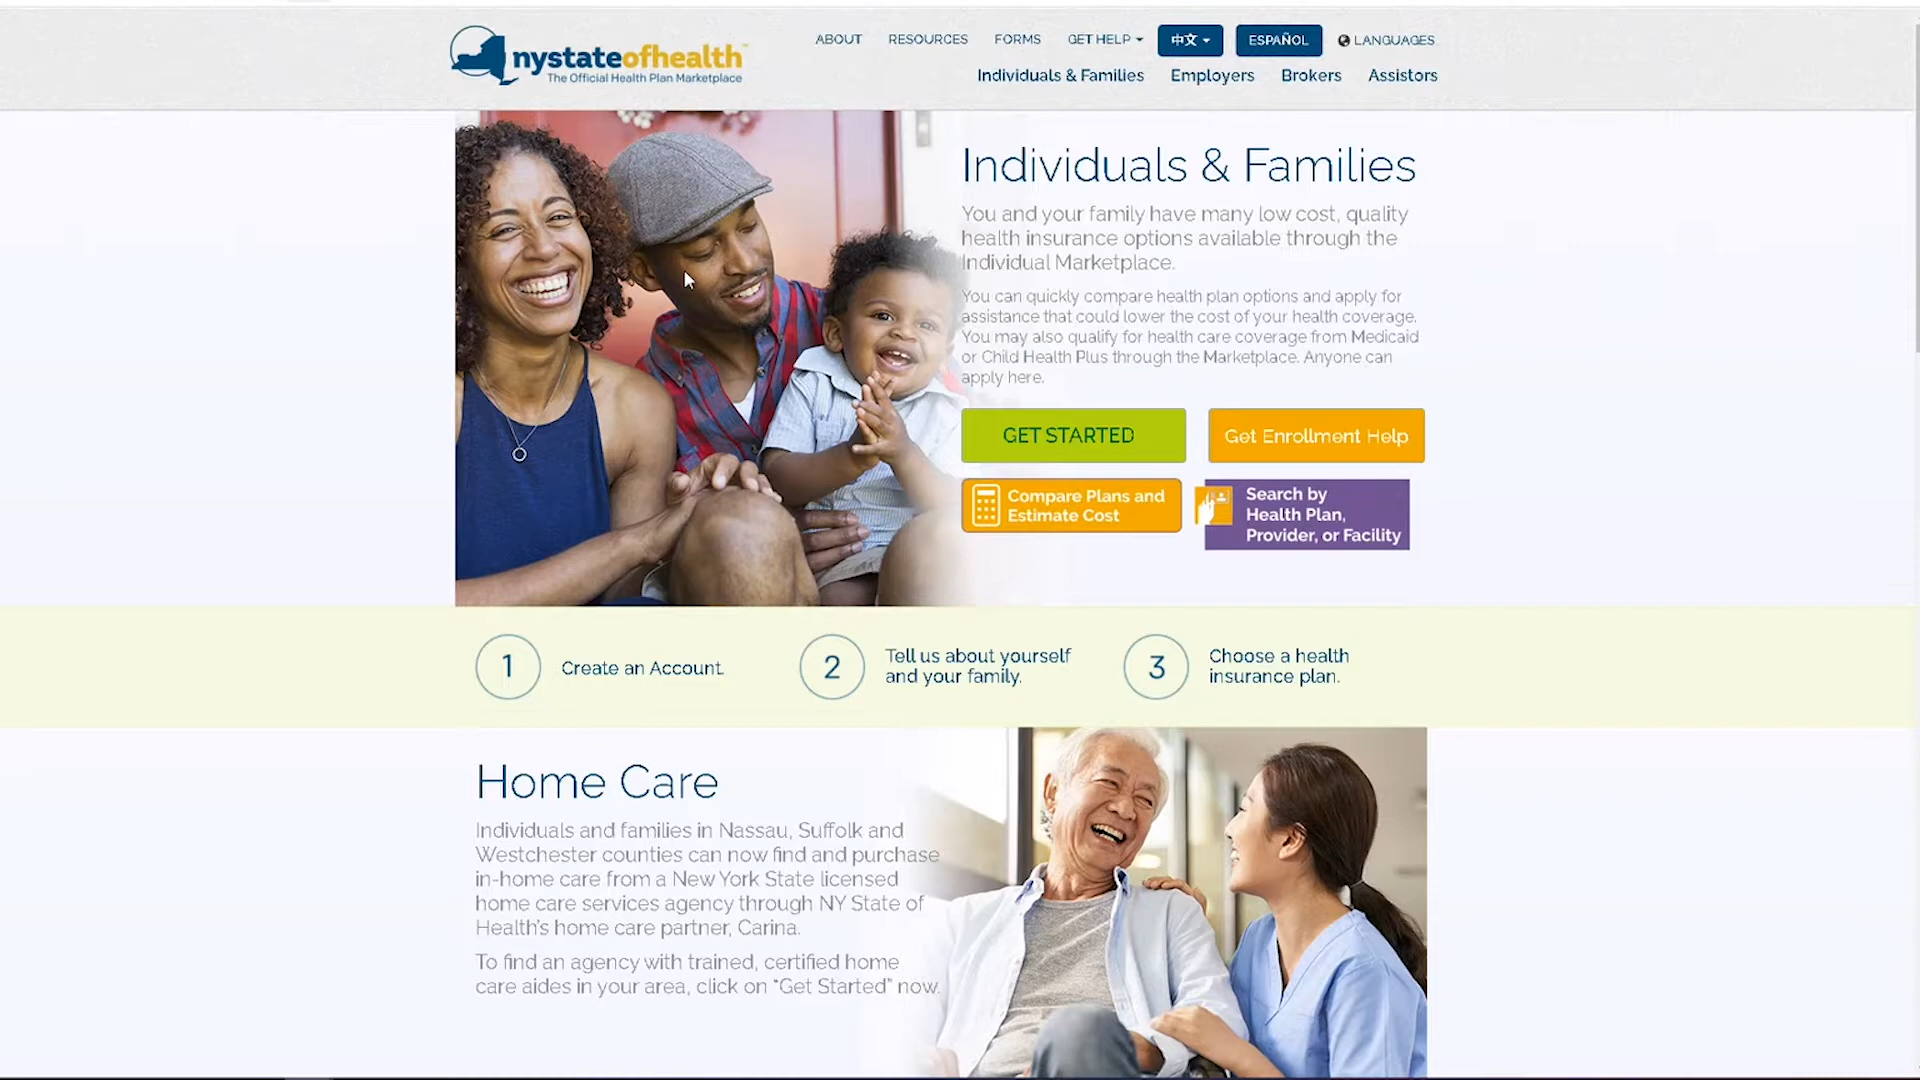 nystateofhealth™
The Official Health Plan Marketplace
ABOUT RESOURCES FORMS GET HELP 中文 ESPAÑOL LANGUAGES
Individuals & Families Employers Brokers Assistors
Individuals & Families
You and your family have many low cost, quality
health insurance options available through the
Individual Marketplace.
You can quickly compare health plan options and apply for
assistance that could lower the cost of your health coverage.
You may also qualify for health care coverage from Medicaid
or Child Health Plus through the Marketplace. Anyone can
apply here.
GET STARTED
Get Enrollment Help
Compare Plans and
Estimate Cost
Search by
Health Plan,
Provider, or Facility
1
Create an Account.
2
Tell us about yourself
and your family.
3
Choose a health
insurance plan.
Home Care
Individuals and families in Nassau, Suffolk and
Westchester counties can now find and purchase
in-home care from a New York State licensed
home care services agency through NY State of
Health's home care partner, Carina.
To find an agency with trained, certified home
care aides in your area, click on "Get Started" now.